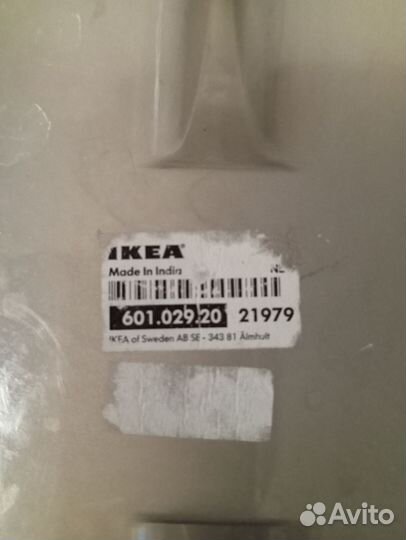 IKEA®
Made In India
601.029.20 21979
IKEA of Sweden AB SE - 343 81 Älmhult
Avito